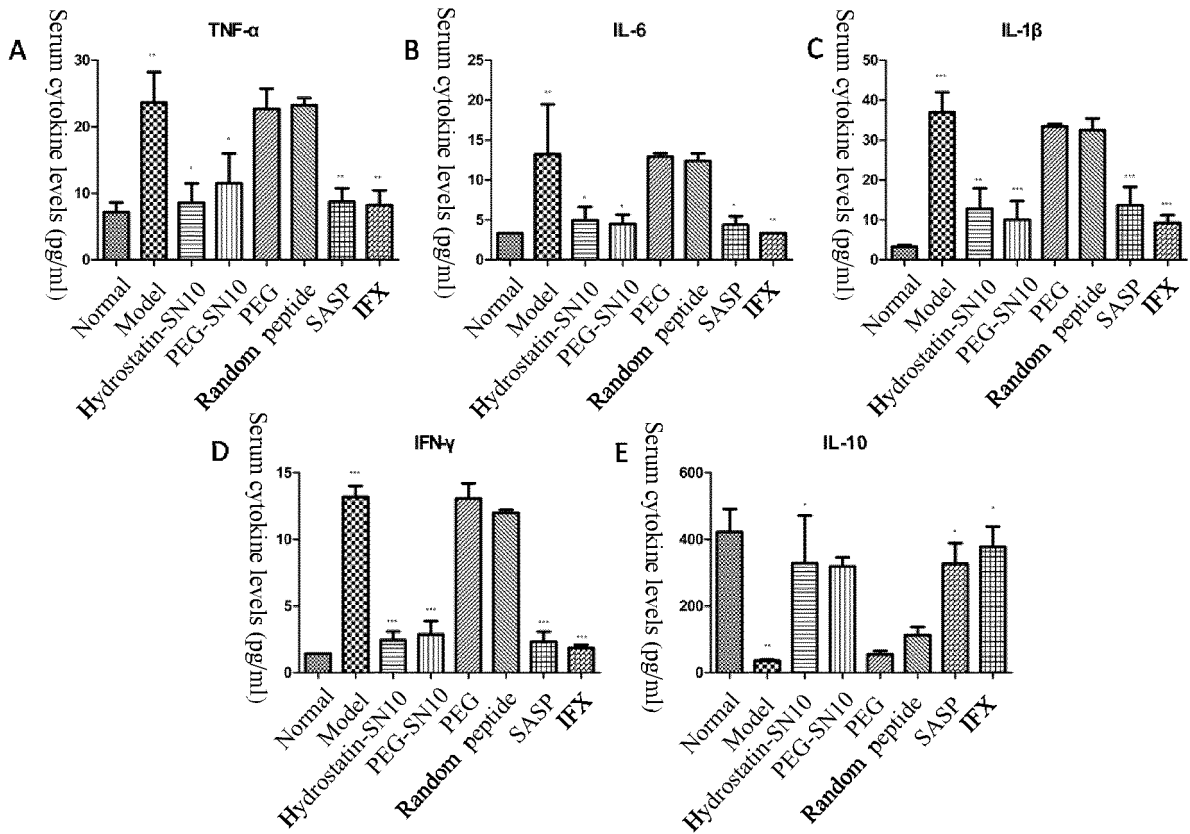 A
TNF-α
Serum cytokine levels (pg/ml)
30
20
10
0
**
*
*
**
**
Normal
Model
Hydrostatin-SN10
PEG-SN10
PEG
Random peptide
SASP
IFX
B
IL-6
Serum cytokine levels (pg/ml)
25
20
15
10
5
0
**
*
*
*
**
Normal
Model
Hydrostatin-SN10
PEG-SN10
PEG
Random peptide
SASP
IFX
C
IL-1β
Serum cytokine levels (pg/ml)
50
40
30
20
10
0
***
**
***
***
***
Normal
Model
Hydrostatin-SN10
PEG-SN10
PEG
Random peptide
SASP
IFX
D
IFN-γ
Serum cytokine levels (pg/ml)
15
10
5
0
***
***
***
***
***
Normal
Model
Hydrostatin-SN10
PEG-SN10
PEG
Random peptide
SASP
IFX
E
IL-10
Serum cytokine levels (pg/ml)
600
400
200
0
**
*
*
*
Normal
Model
Hydrostatin-SN10
PEG-SN10
PEG
Random peptide
SASP
IFX